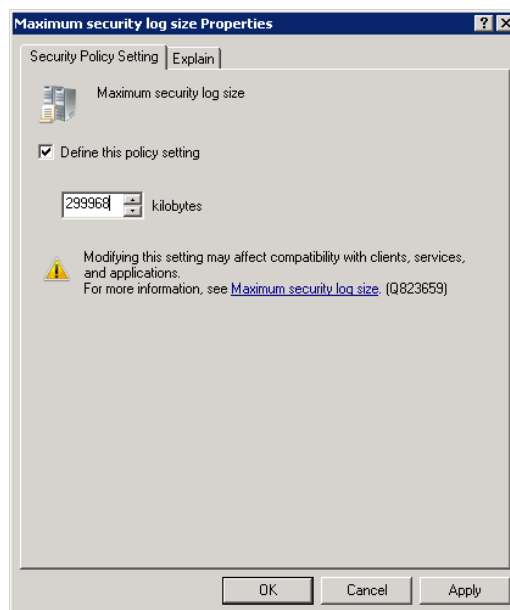 Maximum security log size Properties
Security Policy Setting
Explain
Maximum security log size
Define this policy setting
299968 kilobytes
Modifying this setting may affect compatibility with clients, services,
and applications.
For more information, see Maximum security log size. (Q823659)
OK
Cancel
Apply